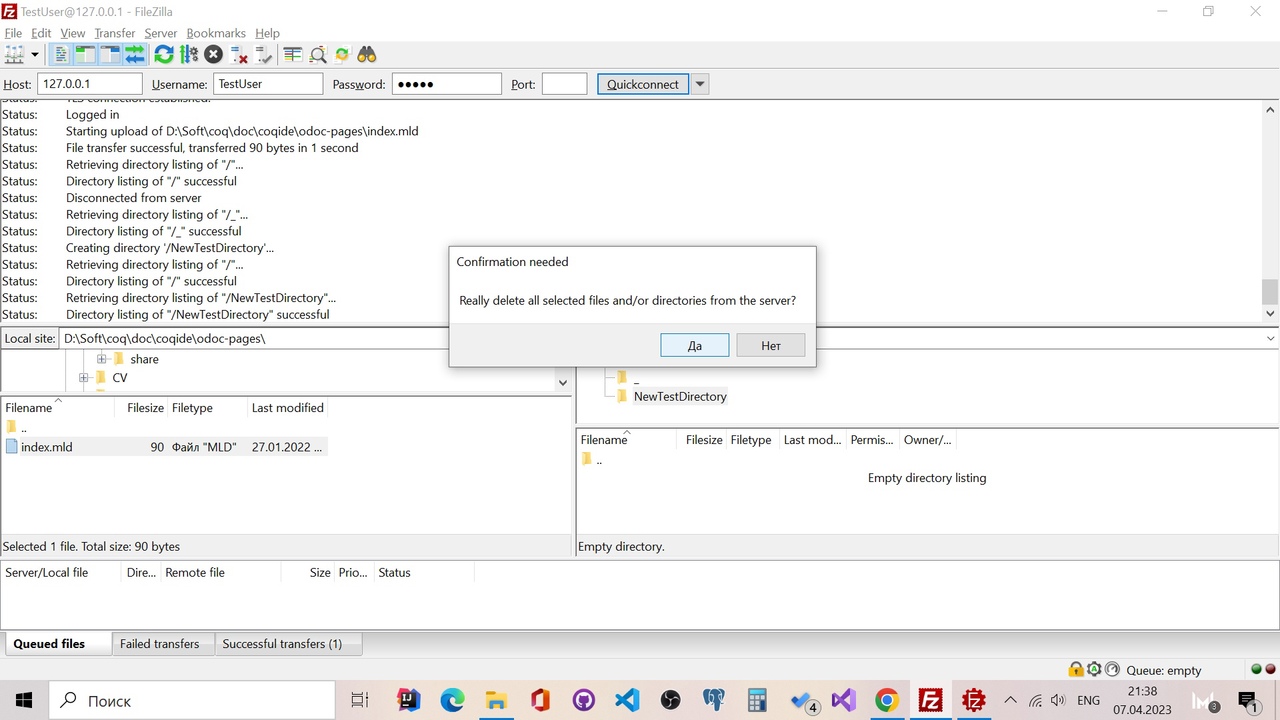 TestUser@127.0.0.1 - FileZilla
File Edit View Transfer Server Bookmarks Help
Host: 127.0.0.1 Username: TestUser Password: ●●●●● Port: Quickconnect
Status: TLS connection established.
Status: Logged in
Status: Starting upload of D:\Soft\coq\doc\coqide\odoc-pages\index.mld
Status: File transfer successful, transferred 90 bytes in 1 second
Status: Retrieving directory listing of "/"...
Status: Directory listing of "/" successful
Status: Disconnected from server
Status: Retrieving directory listing of "/_"...
Status: Directory listing of "/_" successful
Status: Creating directory '/NewTestDirectory'...
Status: Retrieving directory listing of "/"...
Status: Directory listing of "/" successful
Status: Retrieving directory listing of "/NewTestDirectory"...
Status: Directory listing of "/NewTestDirectory" successful
Confirmation needed
Really delete all selected files and/or directories from the server?
Да Нет
Local site: D:\Soft\coq\doc\coqide\odoc-pages\
share
CV
_
NewTestDirectory
Filename Filesize Filetype Last modified
..
index.mld 90 Файл "MLD" 27.01.2022 ...
Selected 1 file. Total size: 90 bytes
Filename Filesize Filetype Last mod... Permis... Owner/...
..
Empty directory listing
Empty directory.
Server/Local file Dire... Remote file Size Prio... Status
Queued files Failed transfers Successful transfers (1)
Queue: empty
Поиск
4
ENG
21:38
07.04.2023
3
1